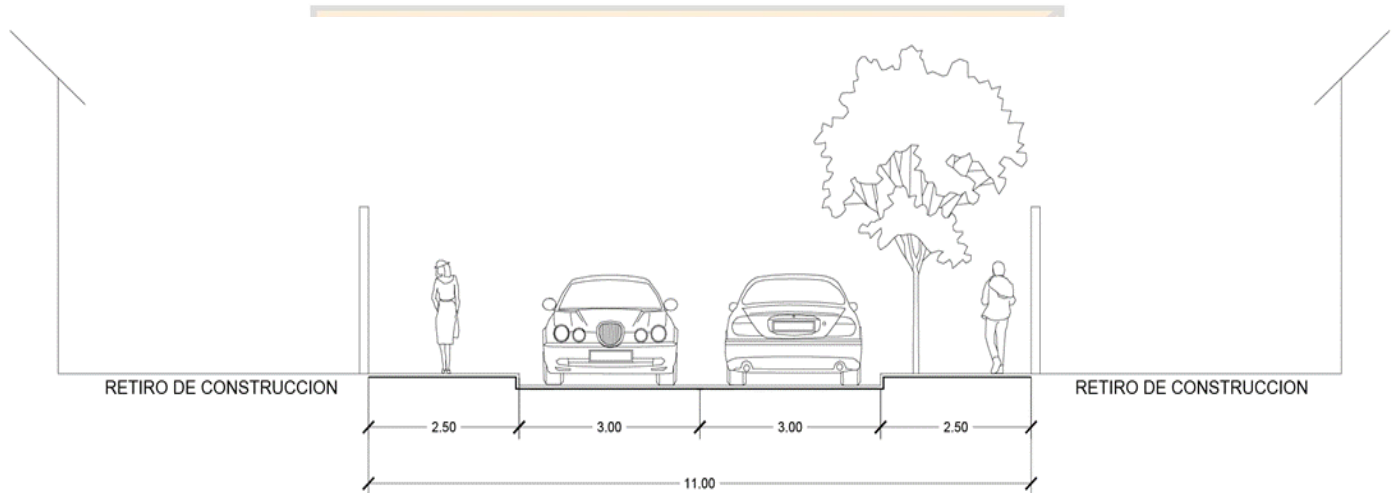 RETIRO DE CONSTRUCCION
RETIRO DE CONSTRUCCION
2.50
3.00
3.00
2.50
11.00